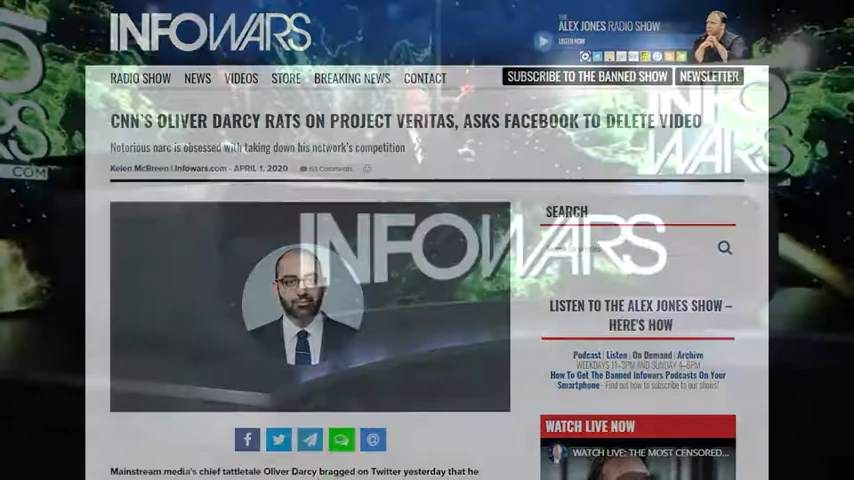 INFOWARS
THE
ALEX JONES RADIO SHOW
LISTEN NOW
RADIO SHOW NEWS VIDEOS STORE BREAKING NEWS CONTACT
SUBSCRIBE TO THE BANNED SHOW NEWSLETTER
CNN'S OLIVER DARCY RATS ON PROJECT VERITAS, ASKS FACEBOOK TO DELETE VIDEO
Notorious narc is obsessed with taking down his network's competition
Kelen McBreen | Infowars.com - APRIL 1, 2020 63 Comments
INFO
WARS
.COM
SEARCH
INFOWARS
LISTEN TO THE ALEX JONES SHOW –
HERE'S HOW
Podcast | Listen | On Demand | Archive
WEEKDAYS 11-3PM AND SUNDAY 4-6PM
How To Get The Banned Infowars Podcasts On Your
Smartphone - Find out how to subscribe to our shows!
WATCH LIVE NOW
WATCH LIVE: THE MOST CENSORED...
Mainstream media's chief tattletale Oliver Darcy bragged on Twitter yesterday that he